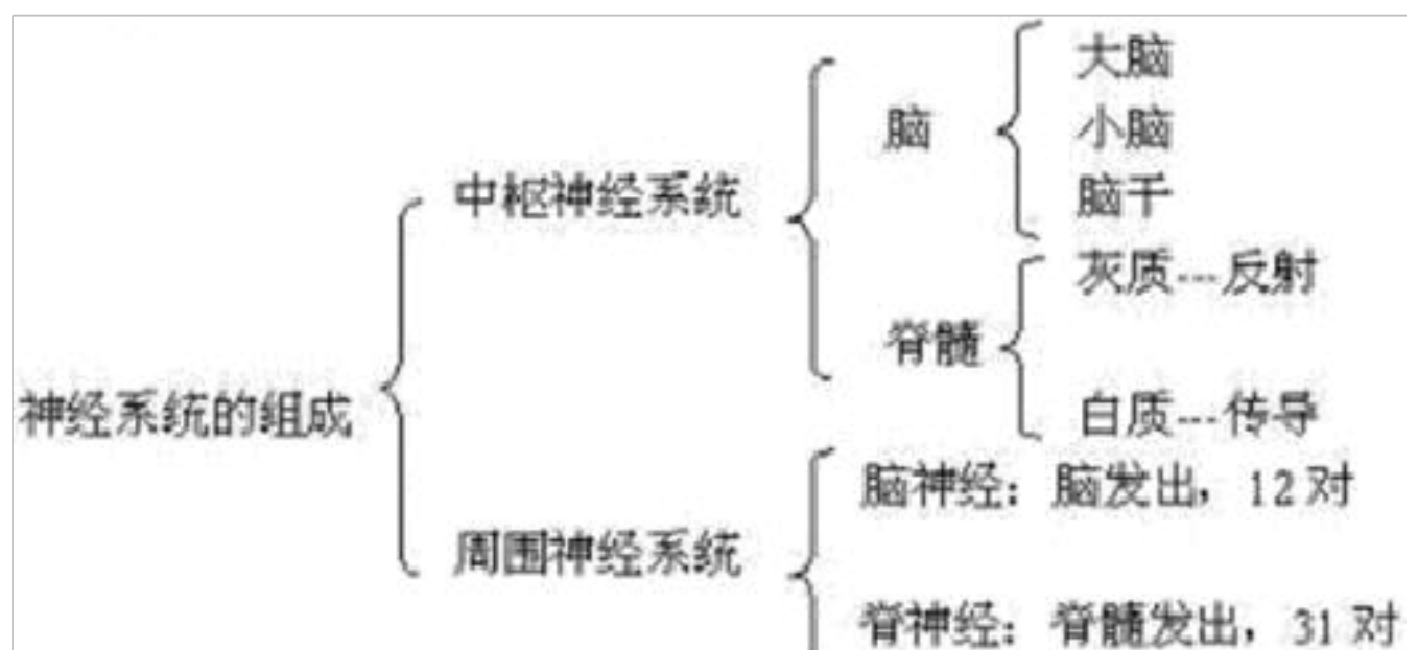 大脑
脑
小脑
中枢神经系统
脑干
灰质---反射
脊髓
神经系统的组成
白质---传导
脑神经：脑发出，12对
周围神经系统
脊神经：脊髓发出，31对